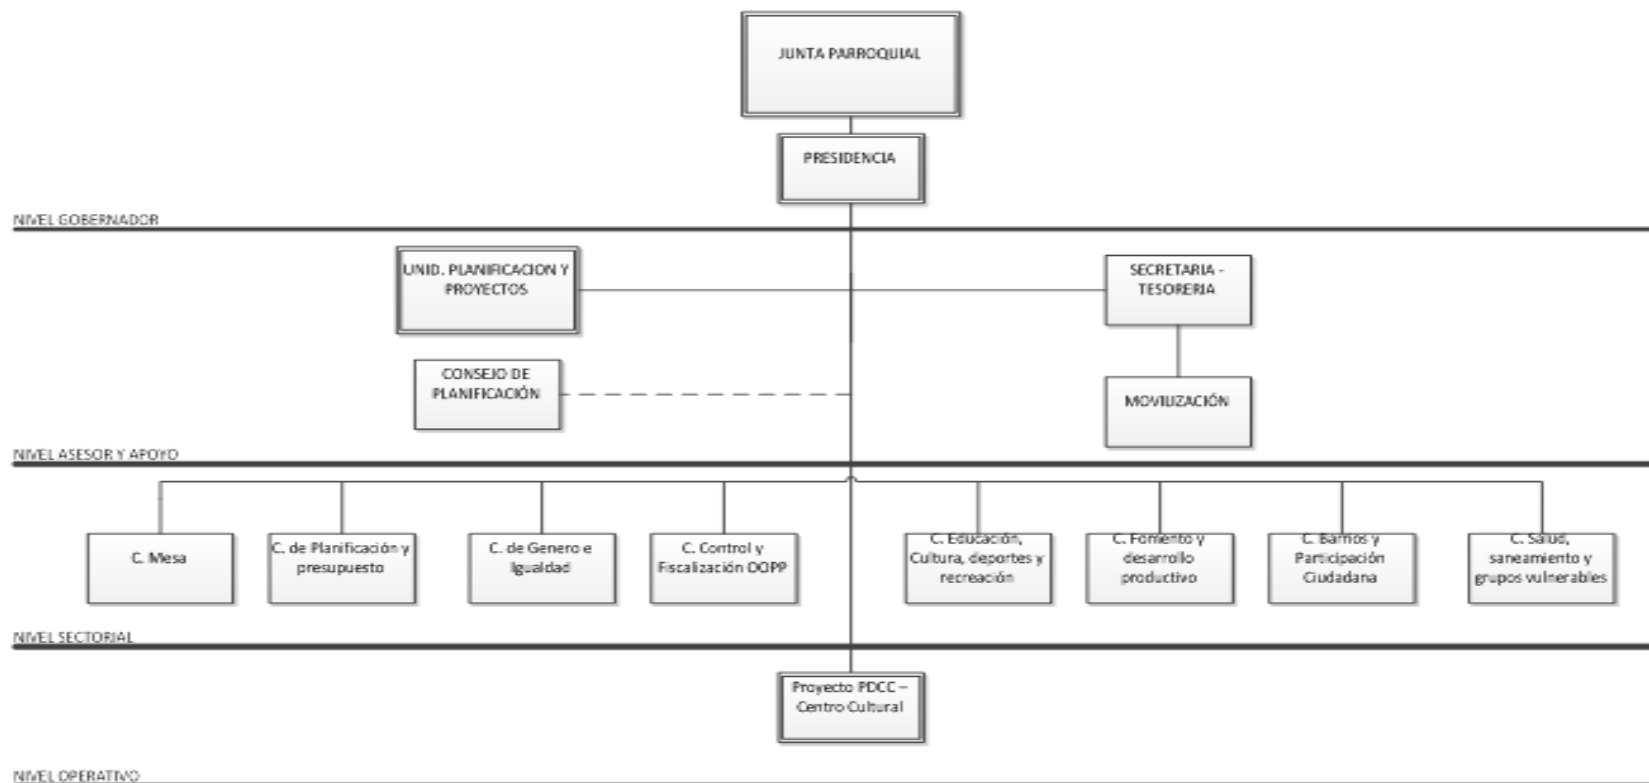 JUNTA PARROQUIAL
PRESIDENCIA
NIVEL GOBERNADOR
UNID. PLANIFICACION Y
PROYECTOS
SECRETARIA -
TESORERIA
CONSEJO DE
PLANIFICACIÓN
MOVILIZACIÓN
NIVEL ASESOR Y APOYO
C. Mesa
C. de Planificación y
presupuesto
C. de Genero e
Igualdad
C. Control y
Fiscalización OOPP
C. Educación,
Cultura, deportes y
recreación
C. Fomento y
desarrollo
productivo
C. Barrios y
Participación
Ciudadana
C. Salud,
saneamiento y
grupos vulnerables
NIVEL SECTORIAL
Proyecto PDCC –
Centro Cultural
NIVEL OPERATIVO